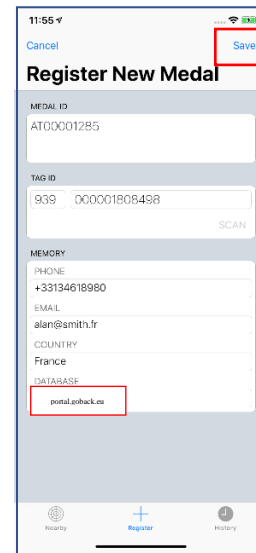 11:55
Cancel
Save
Register New Medal
MEDAL ID
AT00001285
TAG ID
939 000001808498
SCAN
MEMORY
PHONE
+33134618980
EMAIL
alan@smith.fr
COUNTRY
France
DATABASE
portal.goback.eu
Nearby Register History